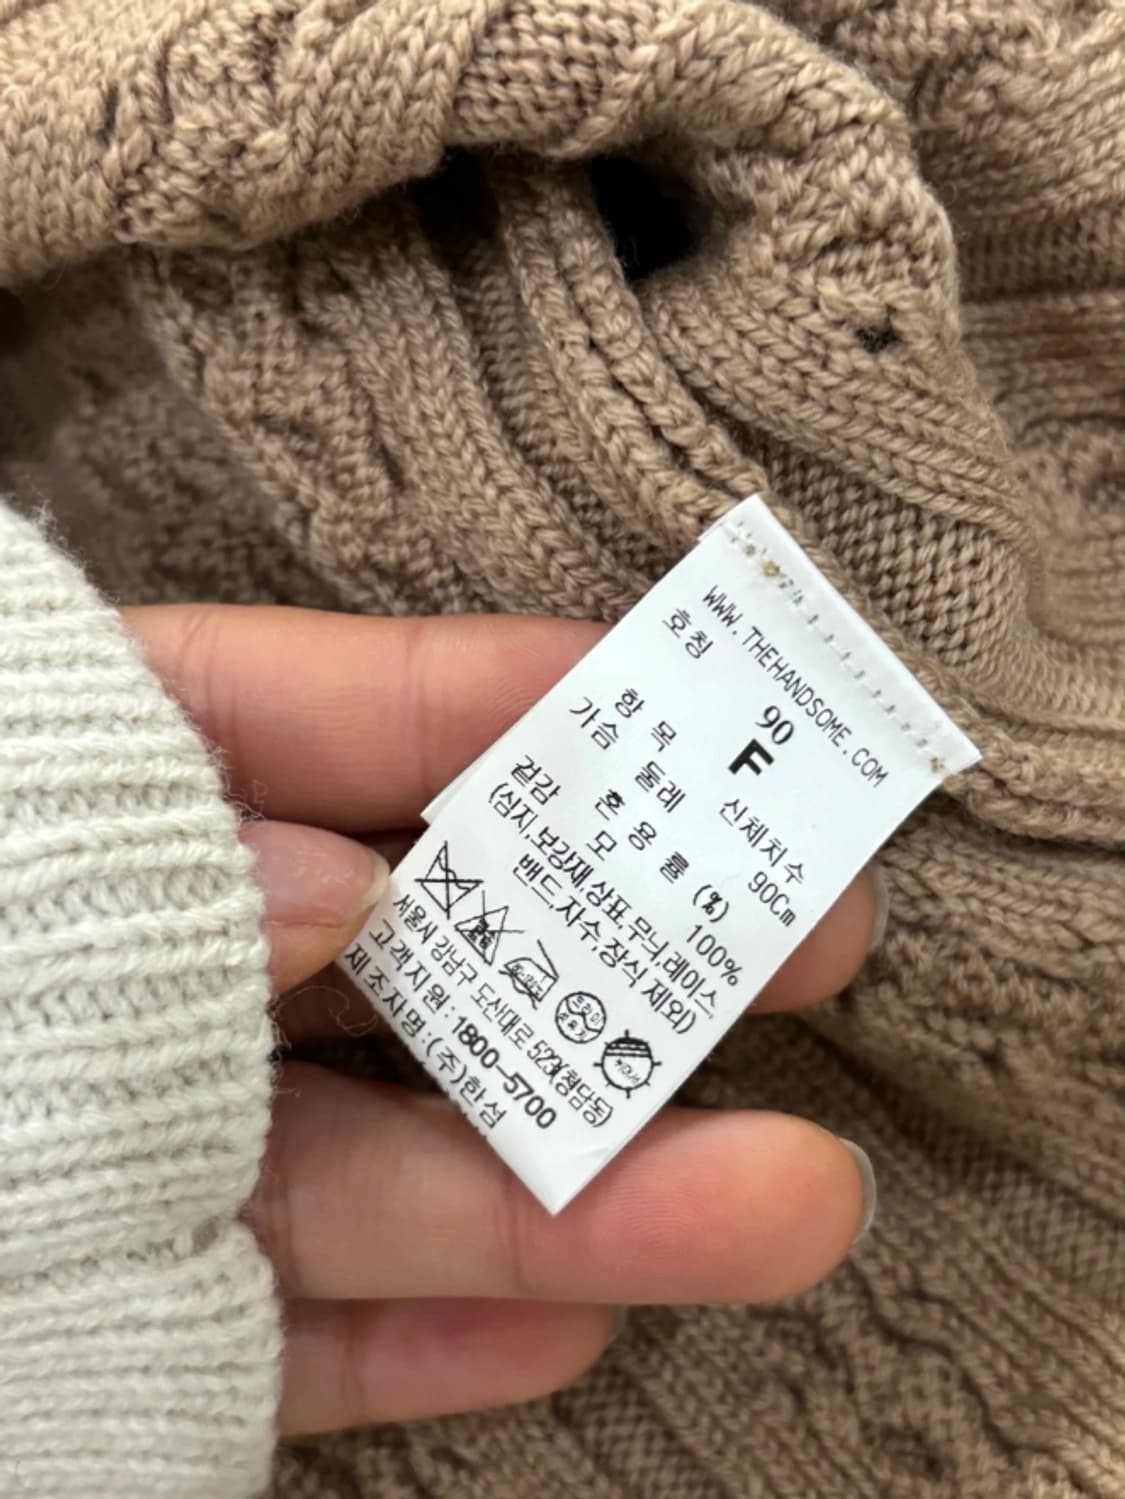 WWW.THEHANDSOME.COM
호칭 90
F
항 목 신체치수
가슴 둘레 90Cm
혼 용 률 (%)
겉감 모 100%
(심지,보강재,상표,무늬,레이스,
밴드,자수,장식 제외)
서울시 강남구 도산대로 523(청담동)
고객지원:1800-5700
제조자명:(주)한섬